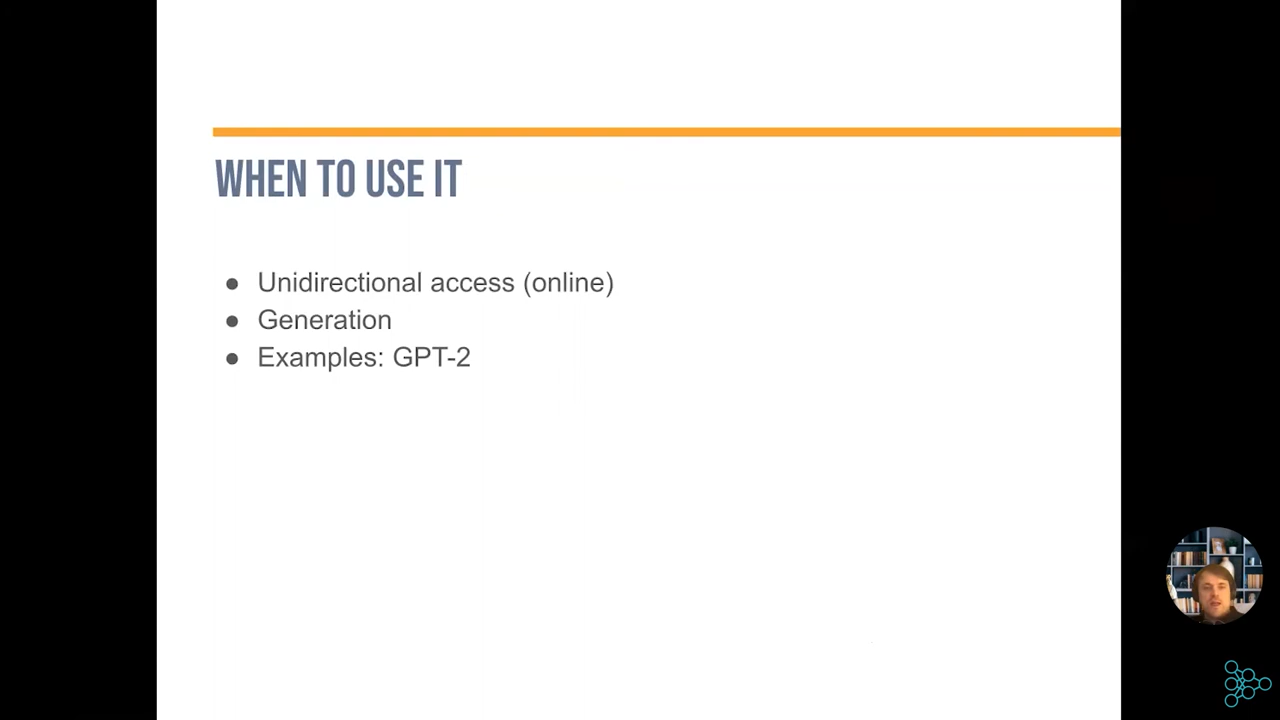 WHEN TO USE IT
● Unidirectional access (online)
● Generation
● Examples: GPT-2